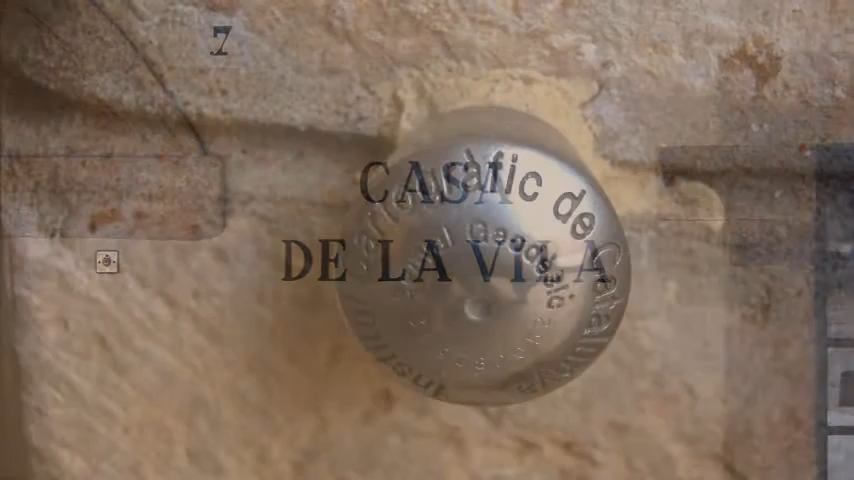 7
CASA
DE LA VILA
Institut Cartogràfic de Catalunya
Senyal Geodèsic